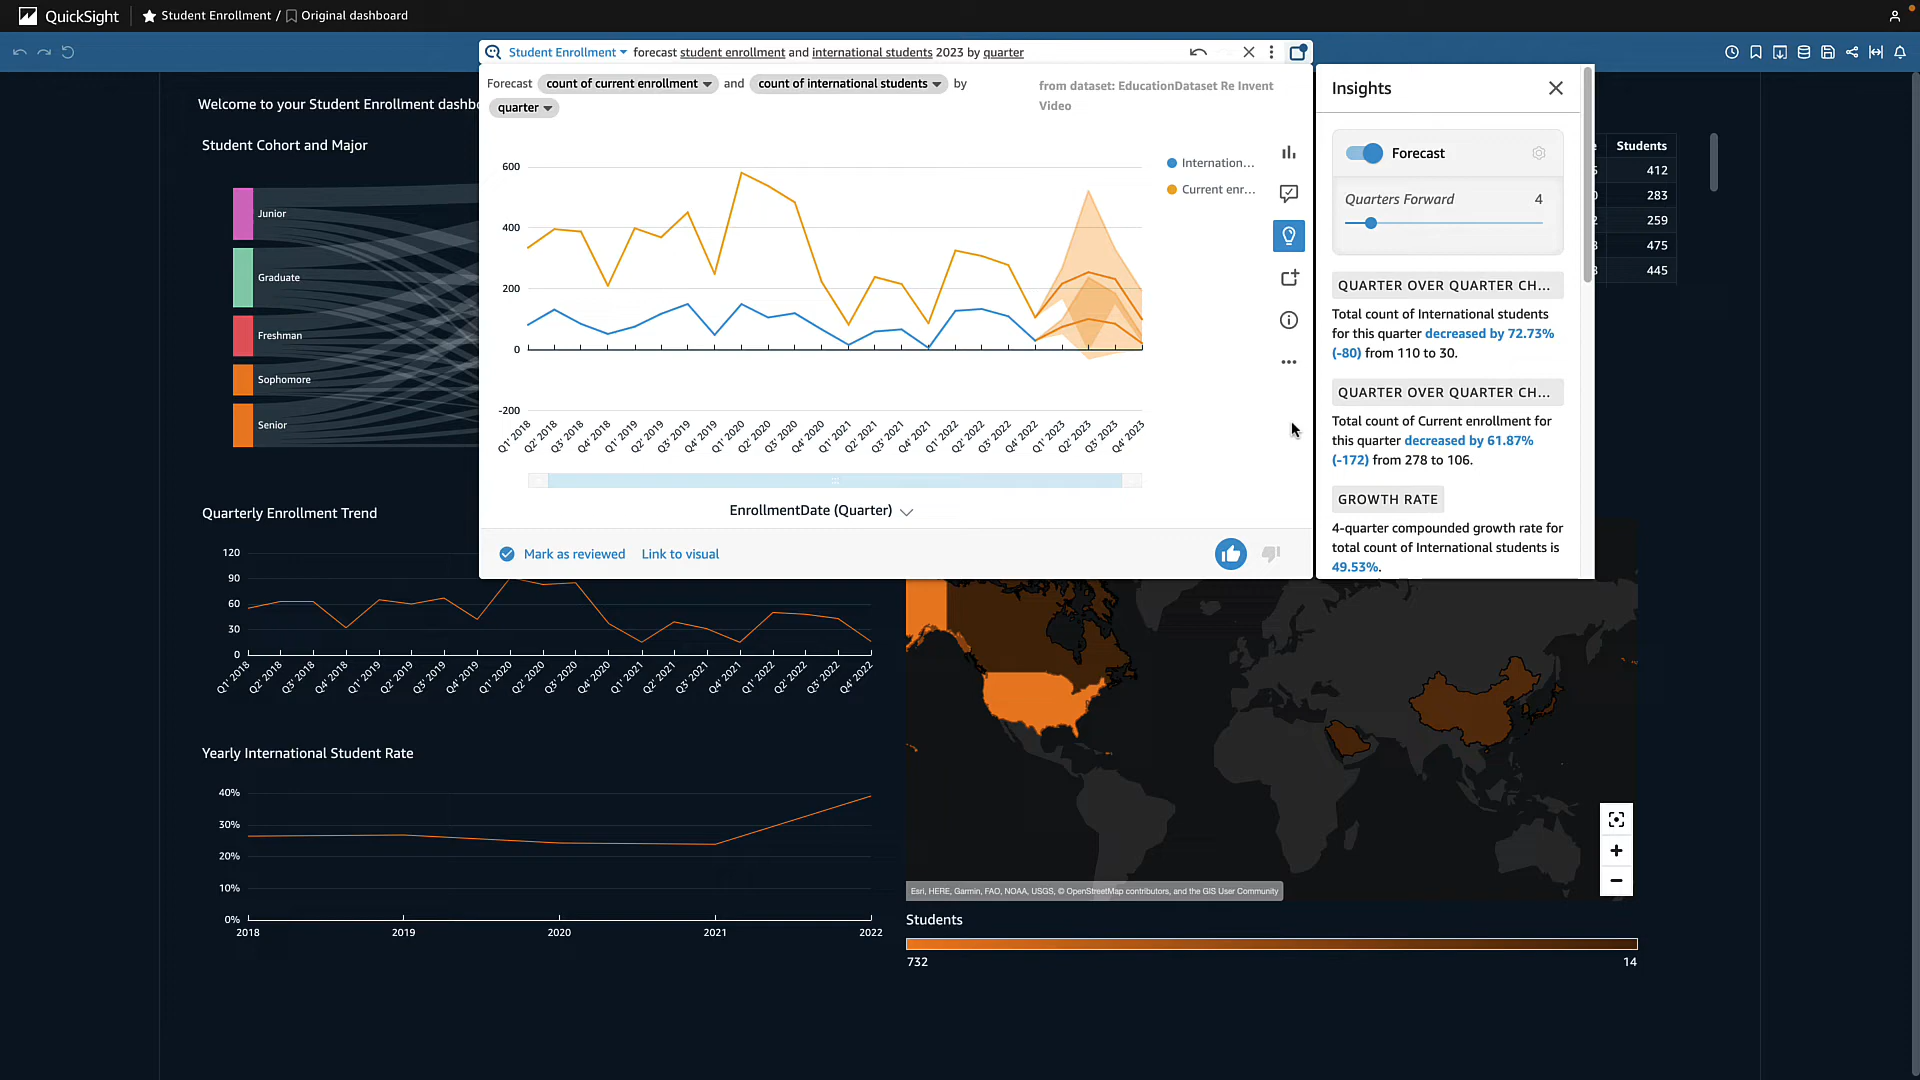 QuickSight
Student Enrollment / Original dashboard
Student Enrollment forecast student enrollment and international students 2023 by quarter
Forecast count of current enrollment and count of international students by
quarter
from dataset: EducationDataset Re Invent
Video
Internation...
Current enr...
600
400
200
0
-200
Q1' 2018
Q2' 2018
Q3' 2018
Q4' 2018
Q1' 2019
Q2' 2019
Q3' 2019
Q4' 2019
Q1' 2020
Q2' 2020
Q3' 2020
Q4' 2020
Q1' 2021
Q2' 2021
Q3' 2021
Q4' 2021
Q1' 2022
Q2' 2022
Q3' 2022
Q4' 2022
Q1' 2023
Q2' 2023
Q3' 2023
Q4' 2023
EnrollmentDate (Quarter)
Mark as reviewed
Link to visual
Insights
Forecast
Quarters Forward 4
QUARTER OVER QUARTER CH...
Total count of International students
for this quarter decreased by 72.73%
(-80) from 110 to 30.
QUARTER OVER QUARTER CH...
Total count of Current enrollment for
this quarter decreased by 61.87%
(-172) from 278 to 106.
GROWTH RATE
4-quarter compounded growth rate for
total count of International students is
49.53%.
Welcome to your Student Enrollment dashbo
Student Cohort and Major
Junior
Graduate
Freshman
Sophomore
Senior
Students
412
283
259
475
445
Quarterly Enrollment Trend
120
90
60
30
0
Q1' 2018
Q2' 2018
Q3' 2018
Q4' 2018
Q1' 2019
Q2' 2019
Q3' 2019
Q4' 2019
Q1' 2020
Q2' 2020
Q3' 2020
Q4' 2020
Q1' 2021
Q2' 2021
Q3' 2021
Q4' 2021
Q1' 2022
Q2' 2022
Q3' 2022
Q4' 2022
Yearly International Student Rate
40%
30%
20%
10%
0%
2018
2019
2020
2021
2022
Esri, HERE, Garmin, FAO, NOAA, USGS, © OpenStreetMap contributors, and the GIS User Community
Students
732
14